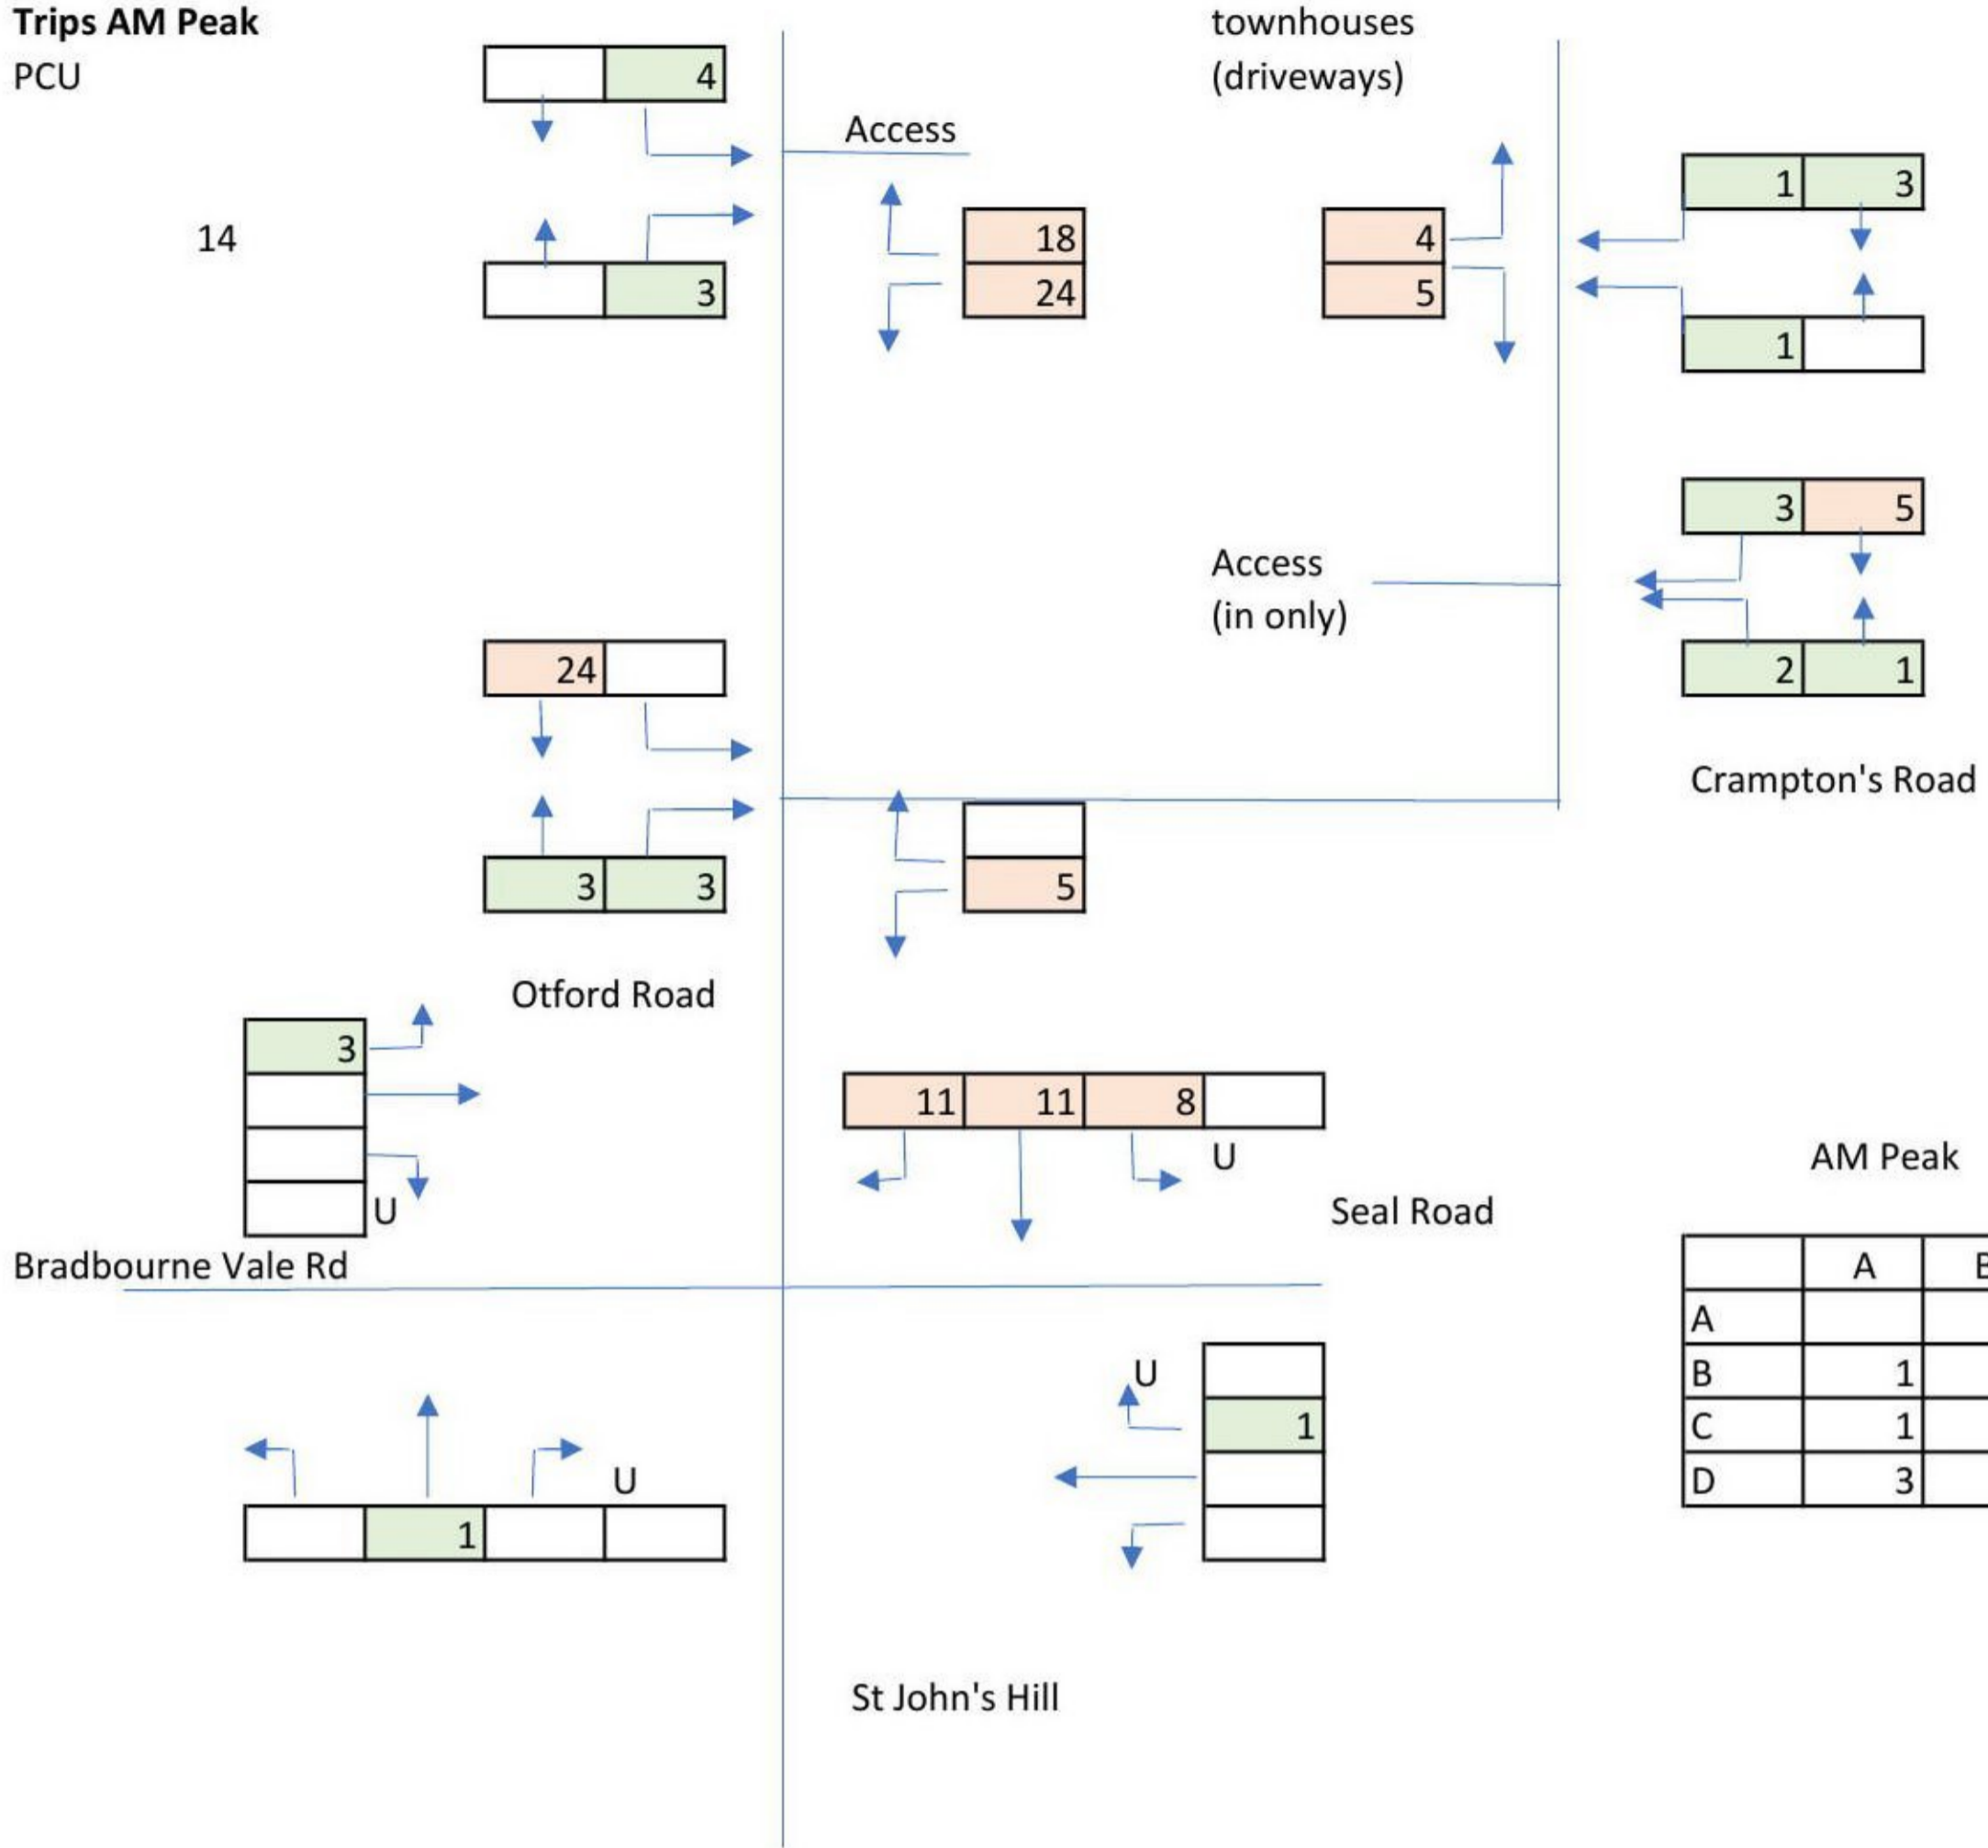 Trips AM Peak
townhouses
PCU
4
(driveways)
Access
1 3
14
18
4
3
24
5
1
3 5
Access
(in only)
24
2 1
Crampton's Road
3 3
5
Otford Road
3
11 11 8
U
AM Peak
U
Seal Road
Bradbourne Vale Rd
A
A
U
B 1
1
C 1
U
D 3
1
St John's Hill